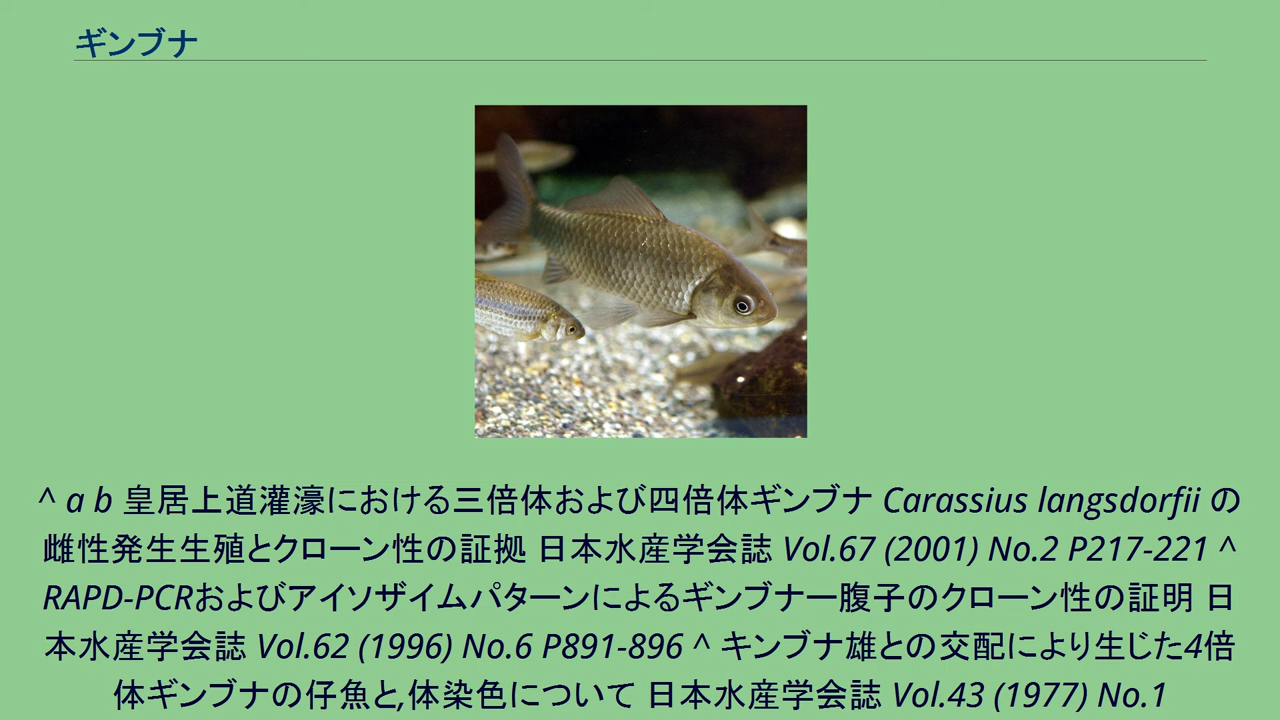 ギンブナ
^ a b 皇居上道灌濠における三倍体および四倍体ギンブナ Carassius langsdorfii の
雌性発生生殖とクローン性の証拠 日本水産学会誌 Vol.67 (2001) No.2 P217-221 ^
RAPD-PCRおよびアイソザイムパターンによるギンブナ一腹子のクローン性の証明 日
本水産学会誌 Vol.62 (1996) No.6 P891-896 ^ キンブナ雄との交配により生じた4倍
体ギンブナの仔魚と,体染色について 日本水産学会誌 Vol.43 (1977) No.1